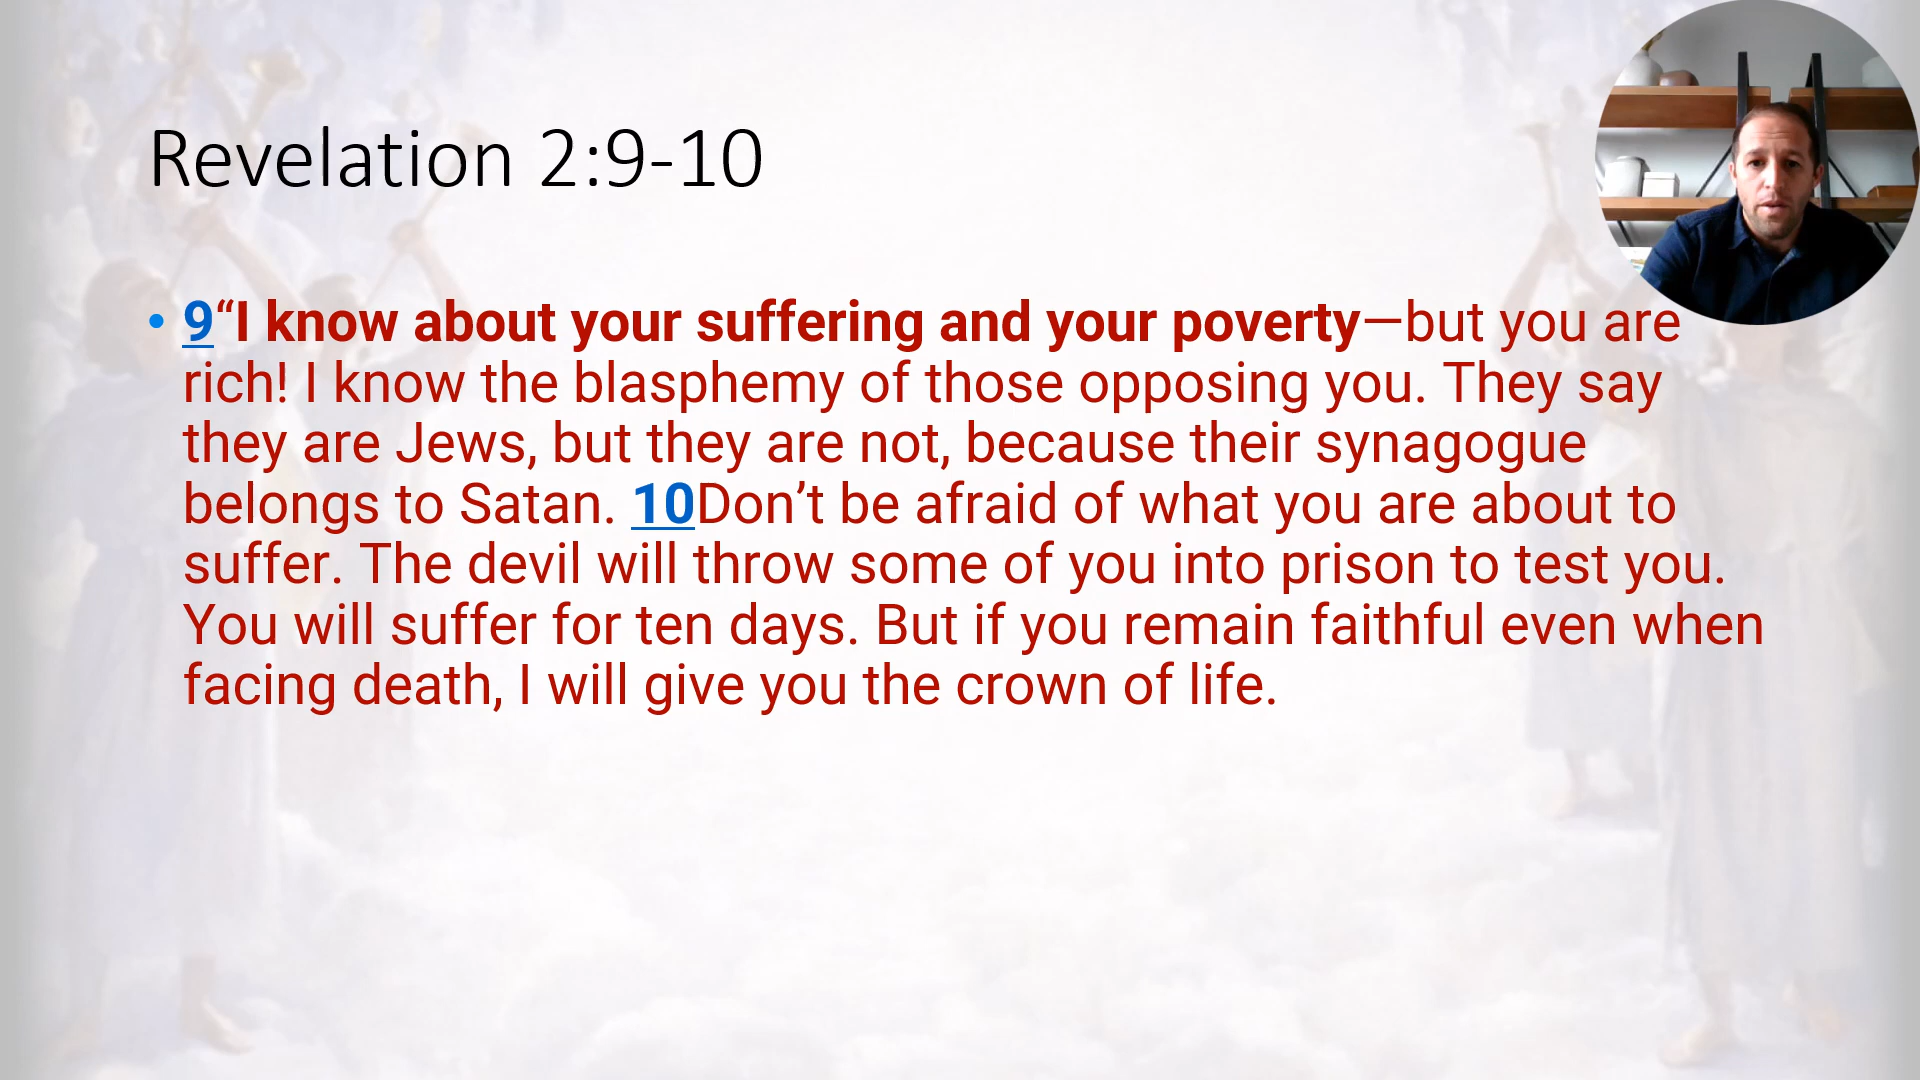 Revelation 2:9-10
• 9“I know about your suffering and your poverty—but you are
rich! I know the blasphemy of those opposing you. They say
they are Jews, but they are not, because their synagogue
belongs to Satan. 10Don’t be afraid of what you are about to
suffer. The devil will throw some of you into prison to test you.
You will suffer for ten days. But if you remain faithful even when
facing death, I will give you the crown of life.